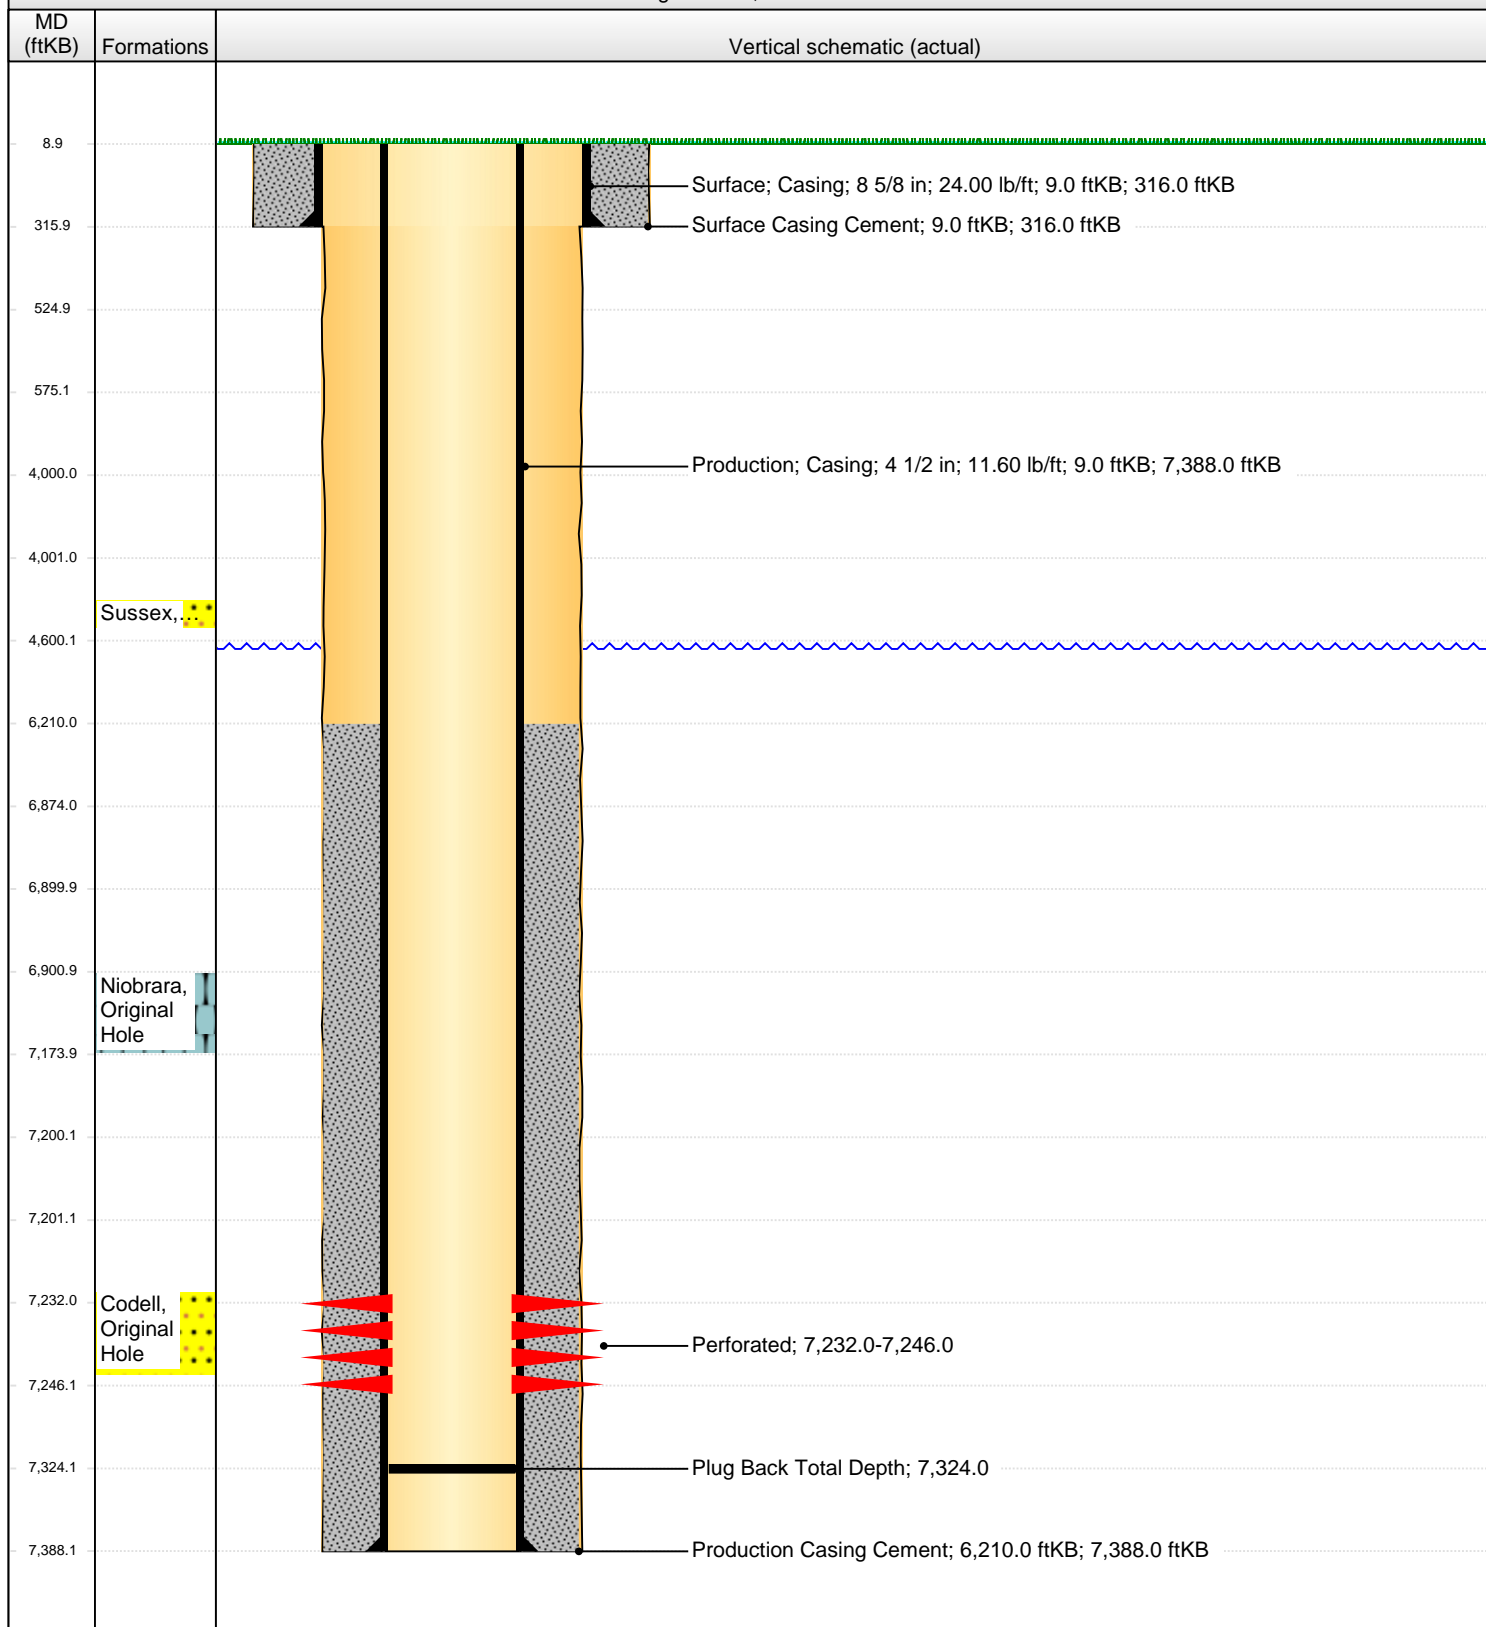 MD
(ftKB)
Formations
Vertical schematic (actual)
8.9
Surface; Casing; 8 5/8 in; 24.00 lb/ft; 9.0 ftKB; 316.0 ftKB
315.9
Surface Casing Cement; 9.0 ftKB; 316.0 ftKB
524.9
575.1
Production; Casing; 4 1/2 in; 11.60 lb/ft; 9.0 ftKB; 7,388.0 ftKB
4,000.0
4,001.0
Sussex,...
4,600.1
6,210.0
6,874.0
6,899.9
6,900.9
Niobrara,
Original
Hole
7,173.9
7,200.1
7,201.1
7,232.0
Codell,
Original
Hole
Perforated; 7,232.0-7,246.0
7,246.1
7,324.1
Plug Back Total Depth; 7,324.0
7,388.1
Production Casing Cement; 6,210.0 ftKB; 7,388.0 ftKB